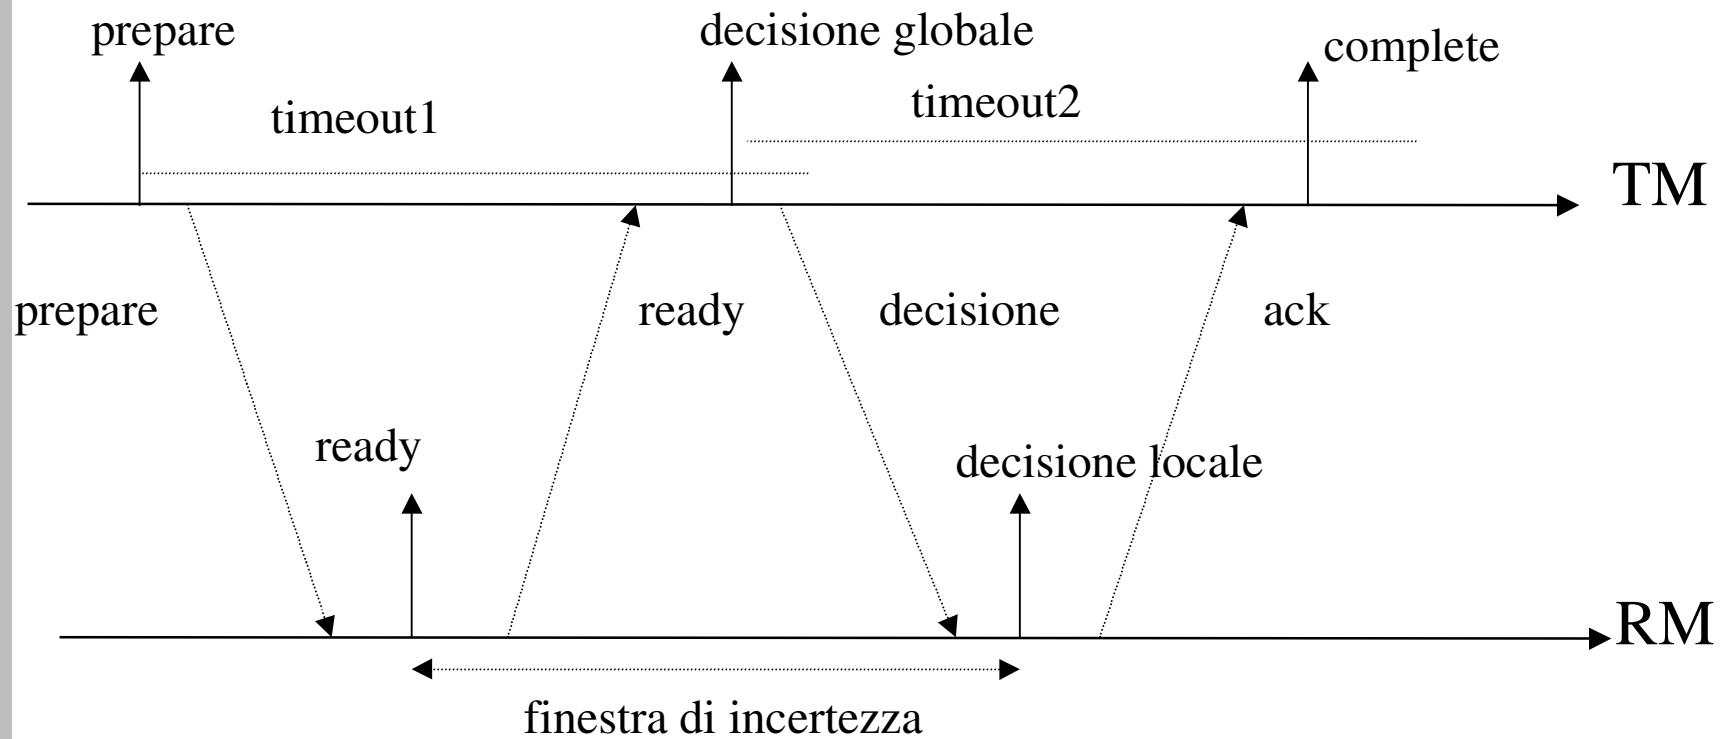 prepare
decisione globale
complete
timeout1
timeout2
TM
prepare
ready
decisione
ack
ready
decisione locale
RM
finestra di incertezza